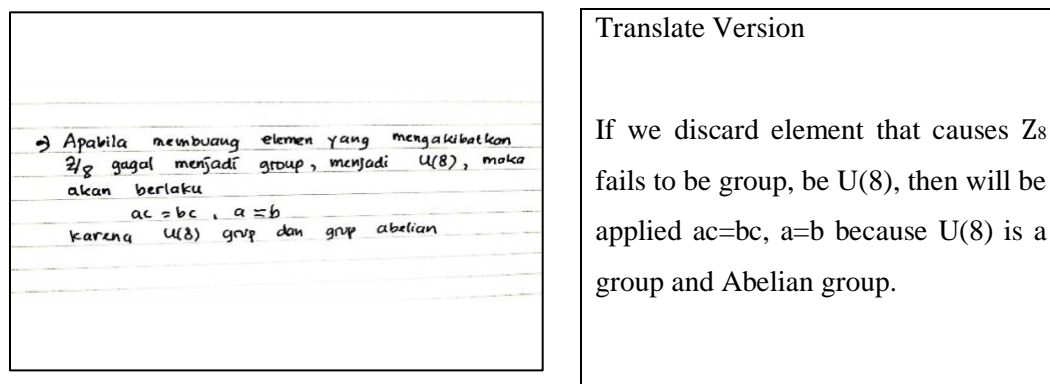 → Apabila membuang elemen yang mengakibatkan
Z/8 gagal menjadi group, menjadi U(8), maka
akan berlaku
ac = bc , a = b
karena U(8) grup dan grup abelian
Translate Version
If we discard element that causes Z₈
fails to be group, be U(8), then will be
applied ac=bc, a=b because U(8) is a
group and Abelian group.